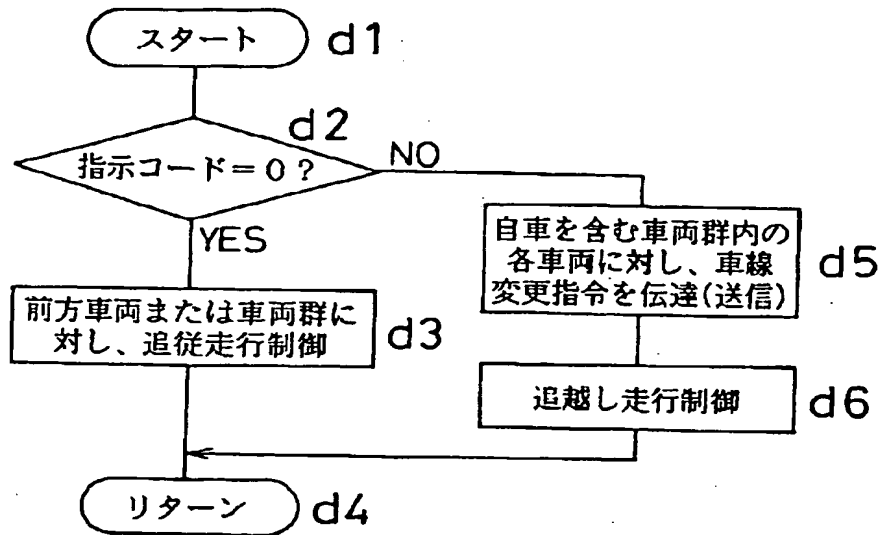 スタート d1
d2
指示コード=0?
NO
YES
自車を含む車両群内の
各車両に対し、車線
変更指令を伝達(送信)
d5
前方車両または車両群に
対し、追従走行制御
d3
追越し走行制御 d6
リターン d4